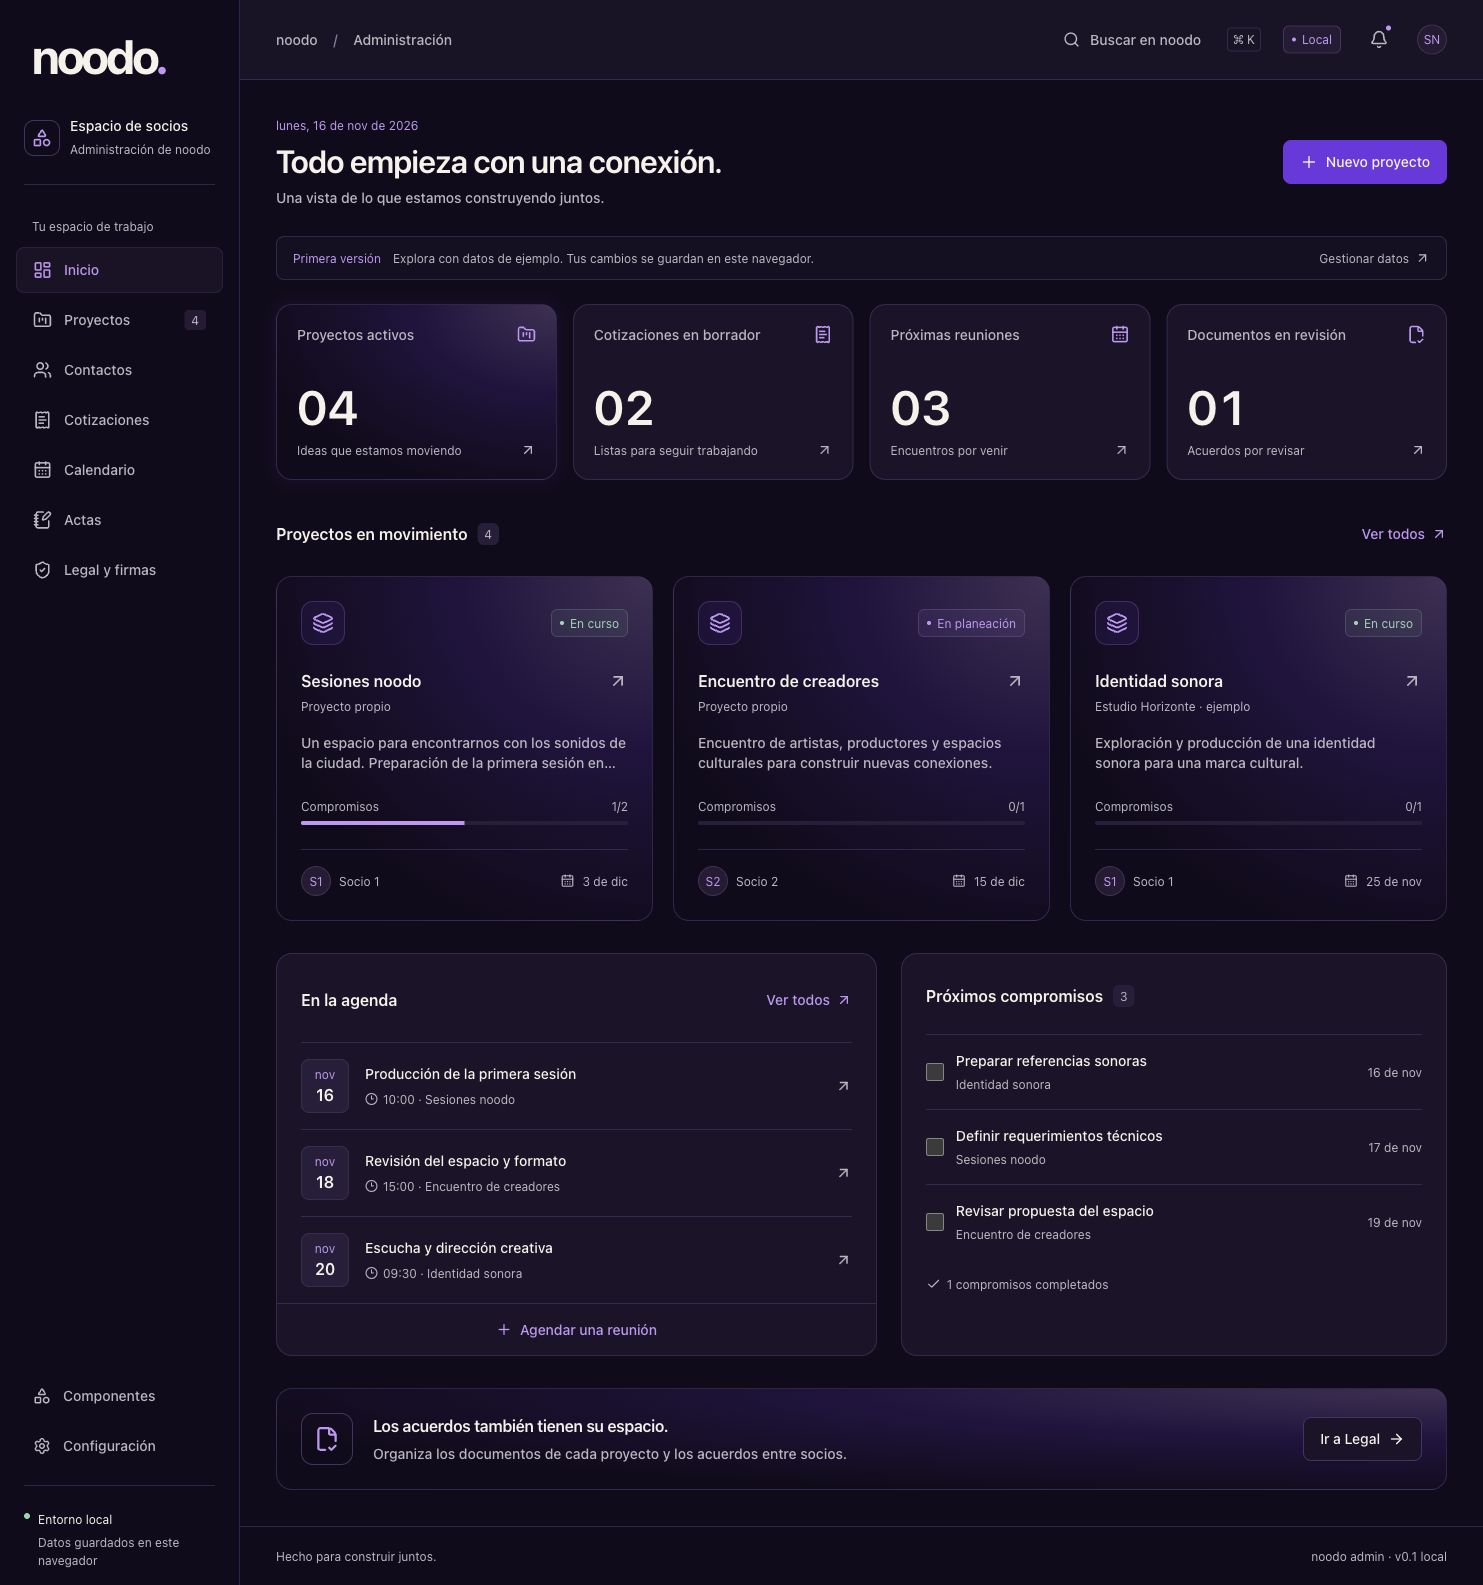 noodo.
Espacio de socios
Administración de noodo
Tu espacio de trabajo
Inicio
Proyectos 4
Contactos
Cotizaciones
Calendario
Actas
Legal y firmas
Componentes
Configuración
Entorno local
Datos guardados en este
navegador
noodo / Administración
Buscar en noodo ⌘ K • Local SN
lunes, 16 de nov de 2026
Todo empieza con una conexión.
Una vista de lo que estamos construyendo juntos.
+ Nuevo proyecto
Primera versión Explora con datos de ejemplo. Tus cambios se guardan en este navegador. Gestionar datos
Proyectos activos
04
Ideas que estamos moviendo
Cotizaciones en borrador
02
Listas para seguir trabajando
Próximas reuniones
03
Encuentros por venir
Documentos en revisión
01
Acuerdos por revisar
Proyectos en movimiento 4
Ver todos
• En curso
Sesiones noodo
Proyecto propio
Un espacio para encontrarnos con los sonidos de
la ciudad. Preparación de la primera sesión en...
Compromisos 1/2
S1 Socio 1 3 de dic
• En planeación
Encuentro de creadores
Proyecto propio
Encuentro de artistas, productores y espacios
culturales para construir nuevas conexiones.
Compromisos 0/1
S2 Socio 2 15 de dic
• En curso
Identidad sonora
Estudio Horizonte · ejemplo
Exploración y producción de una identidad
sonora para una marca cultural.
Compromisos 0/1
S1 Socio 1 25 de nov
En la agenda
Ver todos
nov
16
Producción de la primera sesión
10:00 · Sesiones noodo
nov
18
Revisión del espacio y formato
15:00 · Encuentro de creadores
nov
20
Escucha y dirección creativa
09:30 · Identidad sonora
+ Agendar una reunión
Próximos compromisos 3
Preparar referencias sonoras
Identidad sonora
16 de nov
Definir requerimientos técnicos
Sesiones noodo
17 de nov
Revisar propuesta del espacio
Encuentro de creadores
19 de nov
1 compromisos completados
Los acuerdos también tienen su espacio.
Organiza los documentos de cada proyecto y los acuerdos entre socios.
Ir a Legal
Hecho para construir juntos.
noodo admin · v0.1 local